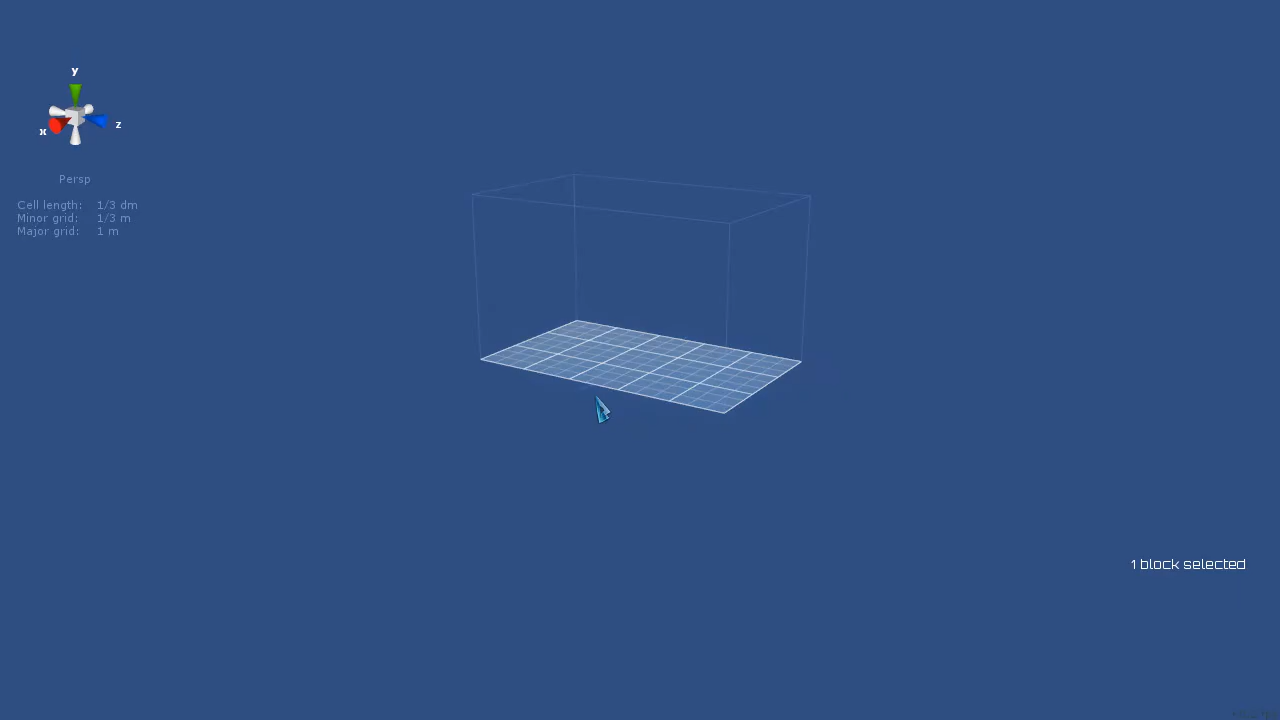 y
x
z
Persp
Cell length: 1/3 dm
Minor grid: 1/3 m
Major grid: 1 m
1 block selected